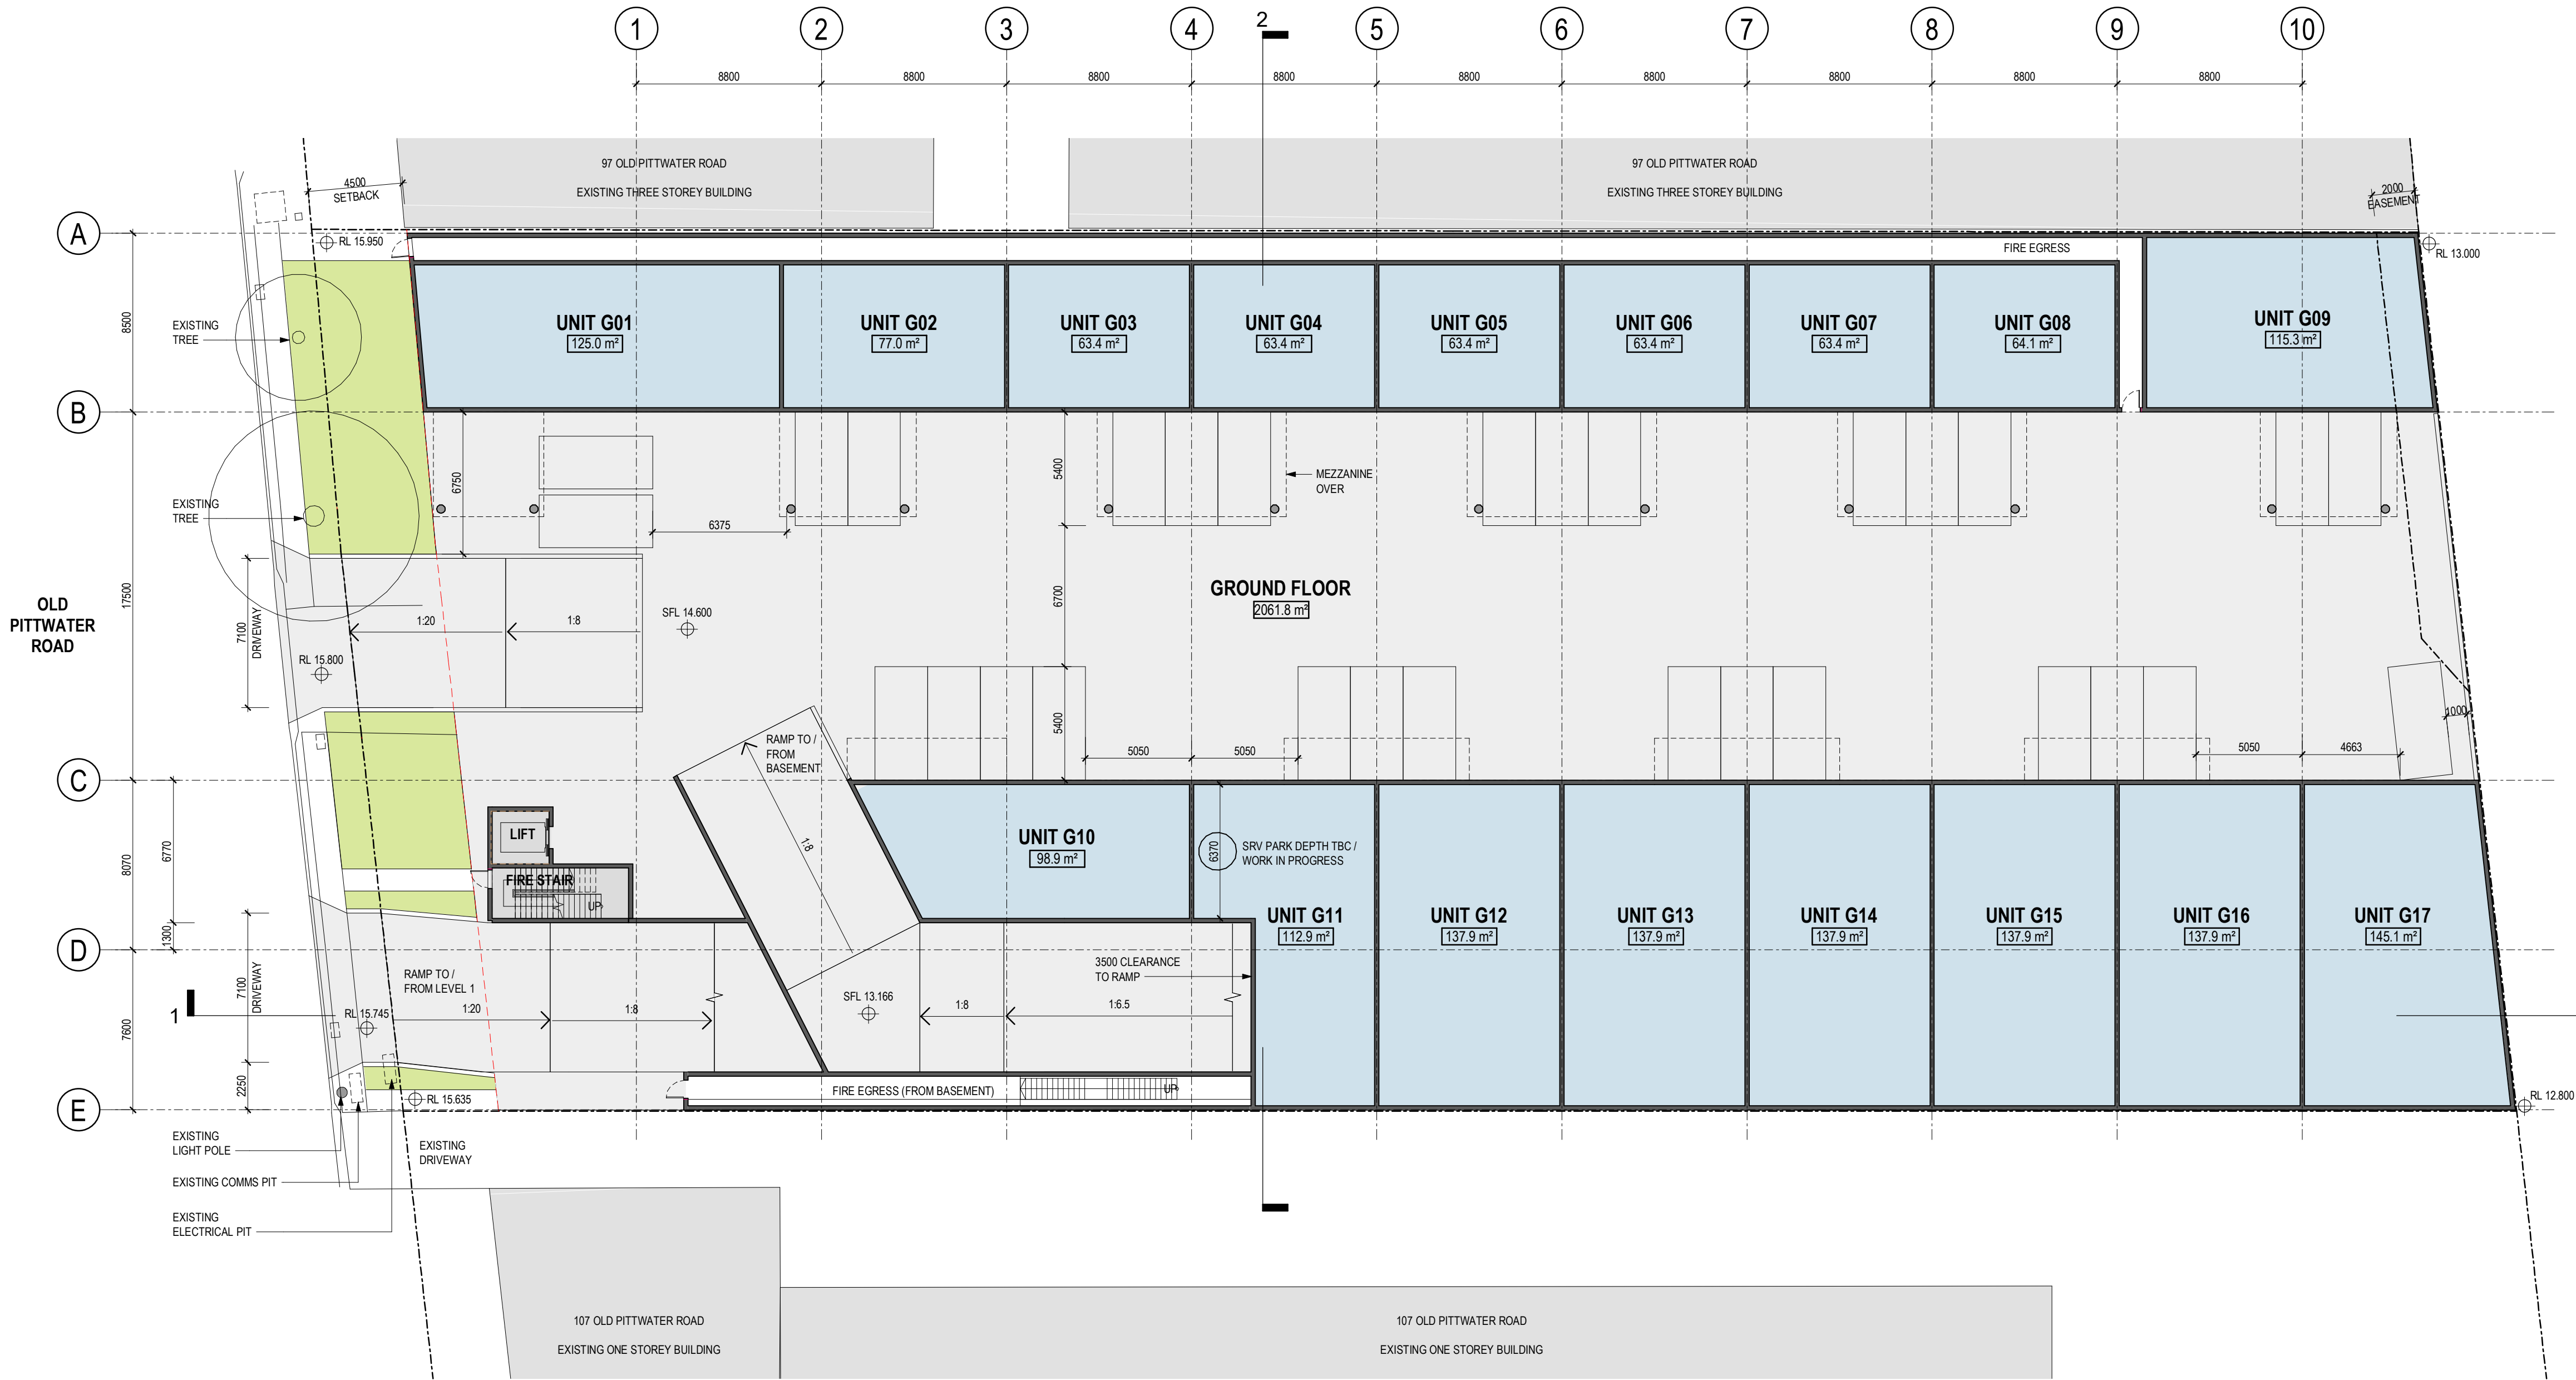 1
2
3
4
2
5
6
7
8
9
10
8800
8800
8800
8800
8800
8800
8800
8800
8800
97 OLD PITTWATER ROAD
EXISTING THREE STOREY BUILDING
97 OLD PITTWATER ROAD
EXISTING THREE STOREY BUILDING
4500
SETBACK
2000
EASEMENT
A
RL 15.950
FIRE EGRESS
RL 13.000
8500
EXISTING
TREE
UNIT G01
125.0 m²
UNIT G02
77.0 m²
UNIT G03
63.4 m²
UNIT G04
63.4 m²
UNIT G05
63.4 m²
UNIT G06
63.4 m²
UNIT G07
63.4 m²
UNIT G08
64.1 m²
UNIT G09
115.3 m²
B
EXISTING
TREE
6750
6375
5400
MEZZANINE
OVER
17500
OLD
PITTWATER
ROAD
7100
DRIVEWAY
1:20
1:8
RL 15.800
SFL 14.600
6700
GROUND FLOOR
2061.8 m²
5400
5050
5050
5050
4663
1000
RAMP TO /
FROM
BASEMENT
1:8
C
8070
6770
1300
LIFT
FIRE STAIR
UP
UNIT G10
98.9 m²
6370
SRV PARK DEPTH TBC /
WORK IN PROGRESS
UNIT G11
112.9 m²
UNIT G12
137.9 m²
UNIT G13
137.9 m²
UNIT G14
137.9 m²
UNIT G15
137.9 m²
UNIT G16
137.9 m²
UNIT G17
145.1 m²
D
7600
7100
DRIVEWAY
2250
RAMP TO /
FROM LEVEL 1
1:20
1:8
1
RL 15.745
SFL 13.166
1:8
1:6.5
3500 CLEARANCE
TO RAMP
FIRE EGRESS (FROM BASEMENT)
UP
E
RL 15.635
RL 12.800
EXISTING
LIGHT POLE
EXISTING
DRIVEWAY
EXISTING COMMS PIT
EXISTING
ELECTRICAL PIT
107 OLD PITTWATER ROAD
EXISTING ONE STOREY BUILDING
107 OLD PITTWATER ROAD
EXISTING ONE STOREY BUILDING